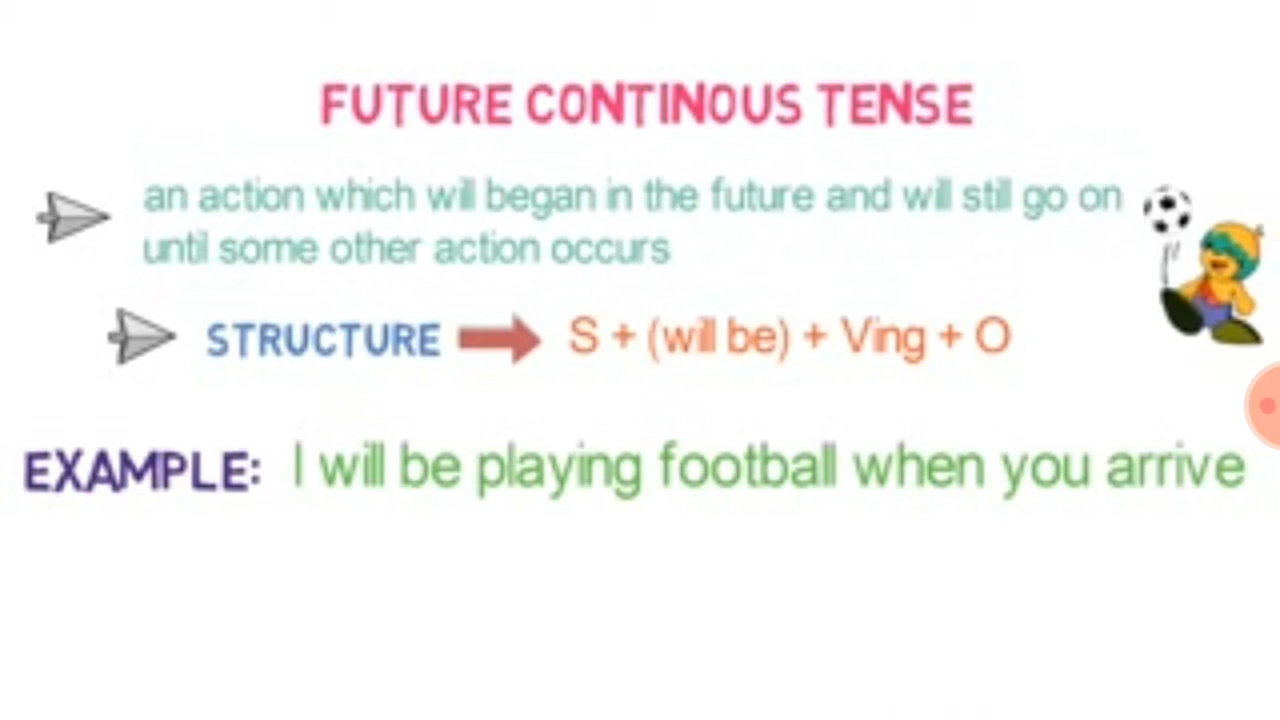 FUTURE CONTINOUS TENSE
an action which will began in the future and will still go on
until some other action occurs
STRUCTURE S + (will be) + Ving + O
EXAMPLE: I will be playing football when you arrive